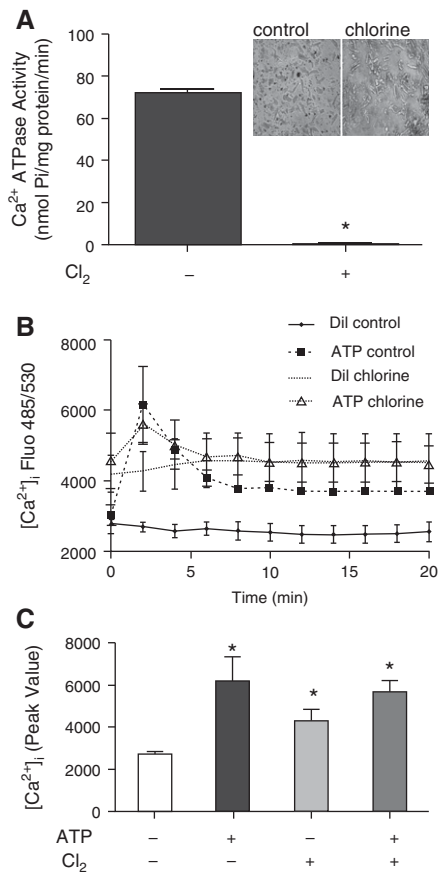 A
control chlorine
Ca2+ ATPase Activity
(nmol Pi/mg protein/min)
100
80
60
40
20
0
*
Cl2 – +
B
Dil control
ATP control
Dil chlorine
ATP chlorine
[Ca2+]i Fluo 485/530
8000
6000
4000
2000
0 5 10 15 20
Time (min)
C
[Ca2+]i (Peak Value)
8000
6000
4000
2000
0
* * *
ATP – + – +
Cl2 – – + +